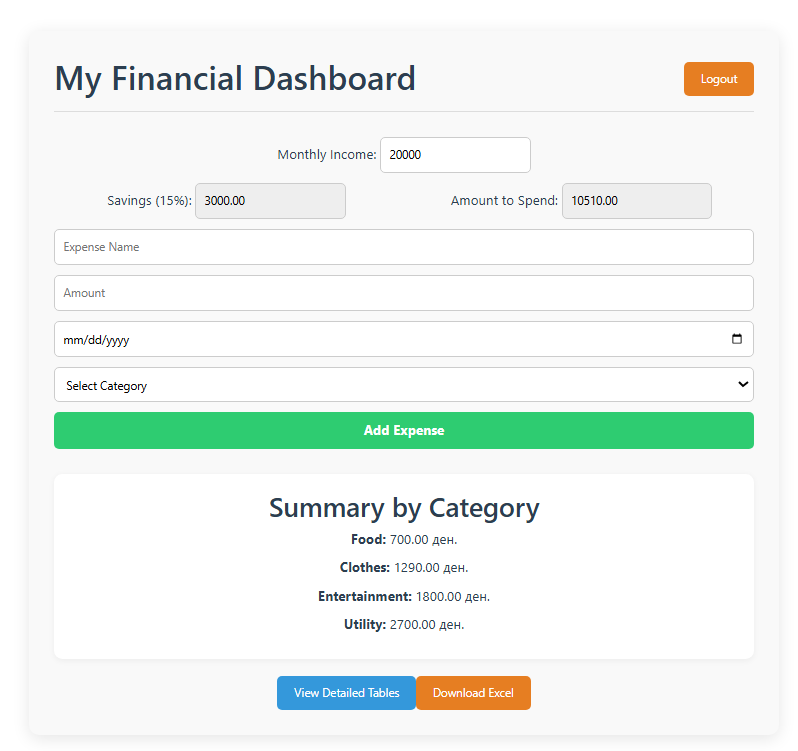 My Financial Dashboard
Logout
Monthly Income: 20000
Savings (15%): 3000.00 Amount to Spend: 10510.00
Expense Name
Amount
mm/dd/yyyy
Select Category
Add Expense
Summary by Category
Food: 700.00 ден.
Clothes: 1290.00 ден.
Entertainment: 1800.00 ден.
Utility: 2700.00 ден.
View Detailed Tables Download Excel